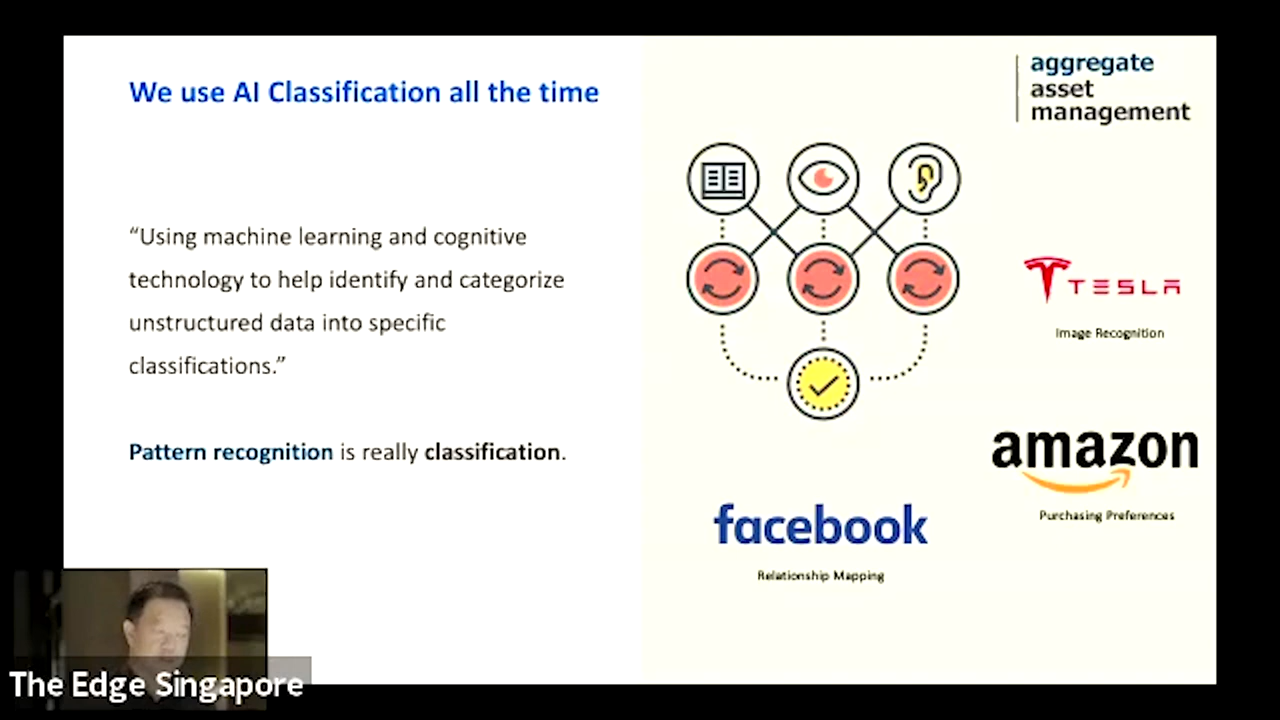 We use AI Classification all the time
aggregate
asset
management
“Using machine learning and cognitive
technology to help identify and categorize
unstructured data into specific
classifications.”
Pattern recognition is really classification.
TESLA
Image Recognition
amazon
Purchasing Preferences
facebook
Relationship Mapping
The Edge Singapore